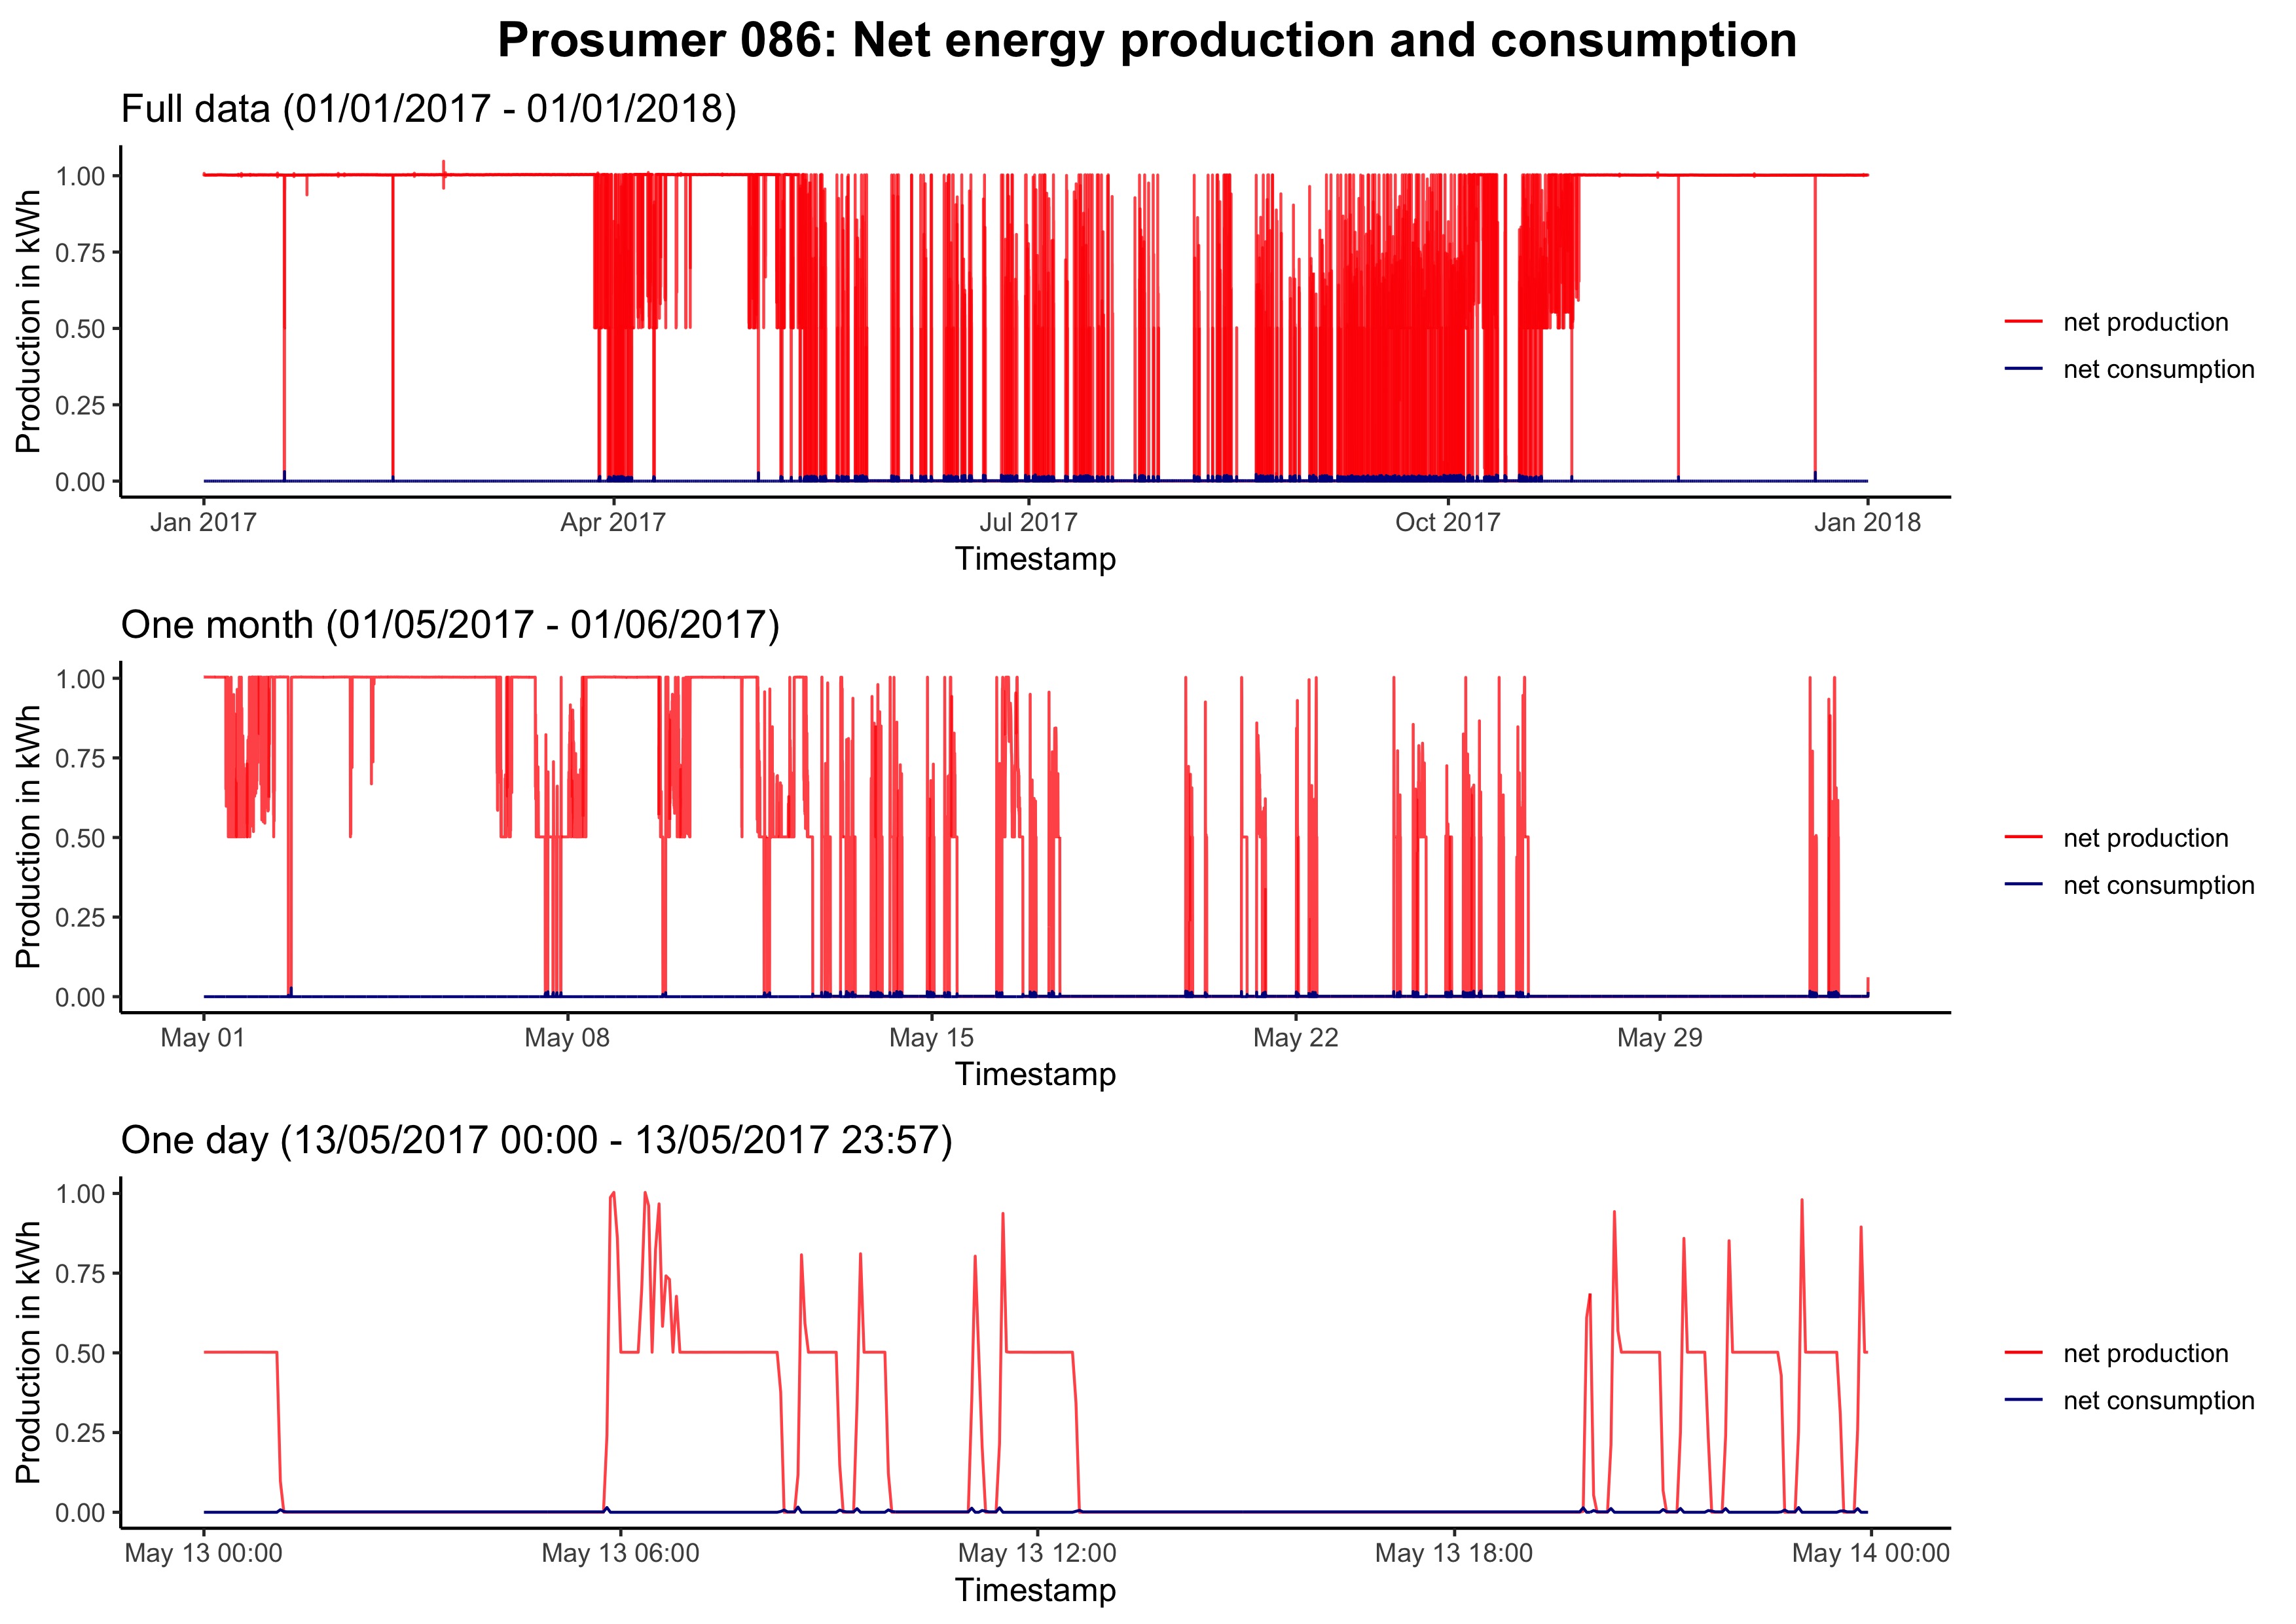 Prosumer 086: Net energy production and consumption
Full data (01/01/2017 - 01/01/2018)
Production in kWh
1.00
0.75
0.50
0.25
0.00
Jan 2017 Apr 2017 Jul 2017 Oct 2017 Jan 2018
Timestamp
net production
net consumption
One month (01/05/2017 - 01/06/2017)
Production in kWh
1.00
0.75
0.50
0.25
0.00
May 01 May 08 May 15 May 22 May 29
Timestamp
net production
net consumption
One day (13/05/2017 00:00 - 13/05/2017 23:57)
Production in kWh
1.00
0.75
0.50
0.25
0.00
May 13 00:00 May 13 06:00 May 13 12:00 May 13 18:00 May 14 00:00
Timestamp
net production
net consumption